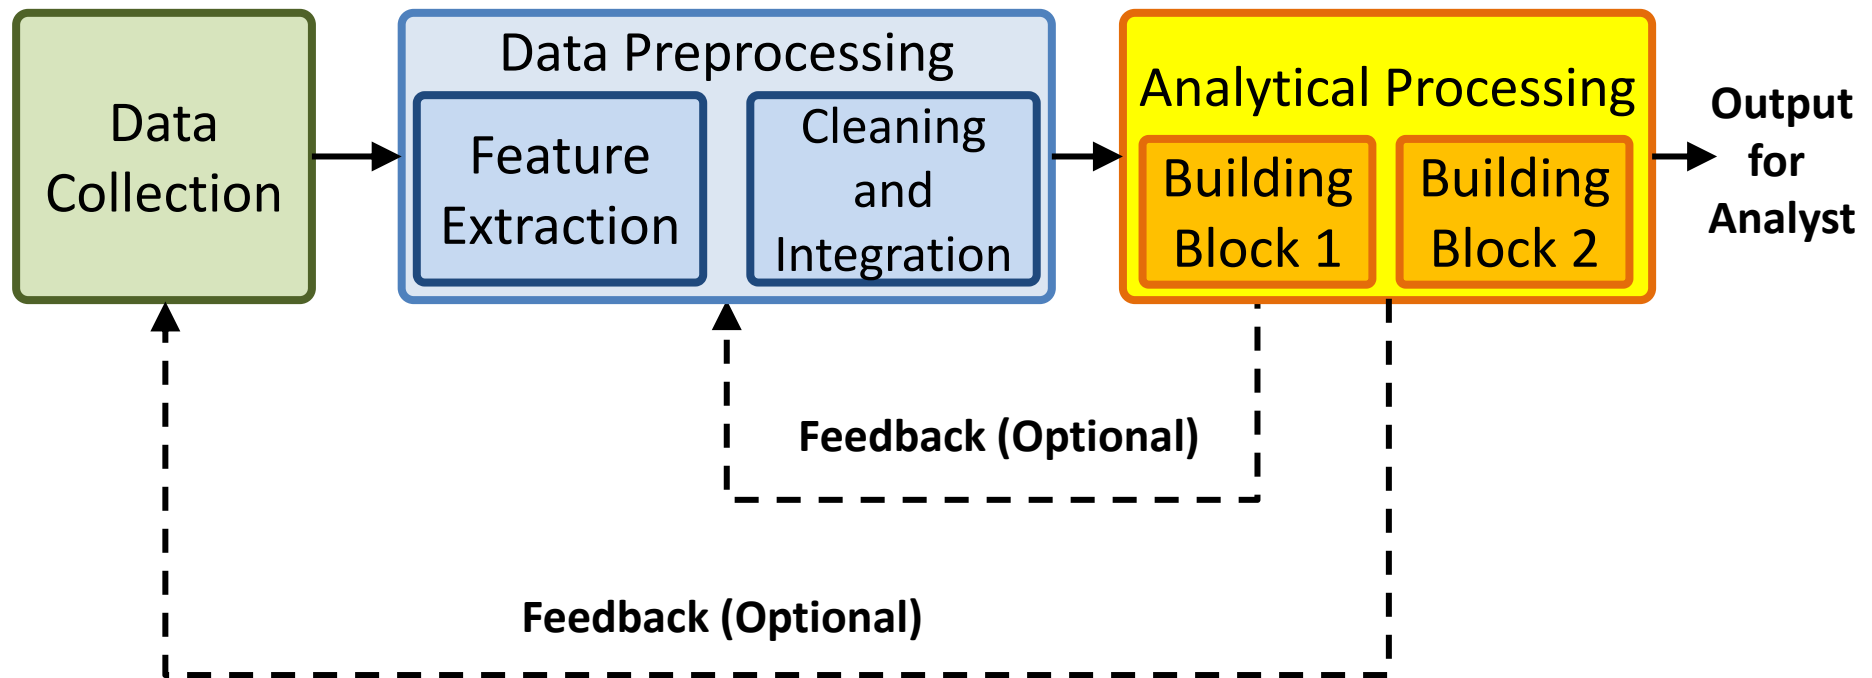 Data
Collection
Data Preprocessing
Feature
Extraction
Cleaning
and
Integration
Analytical Processing
Building
Block 1
Building
Block 2
Output
for
Analyst
Feedback (Optional)
Feedback (Optional)